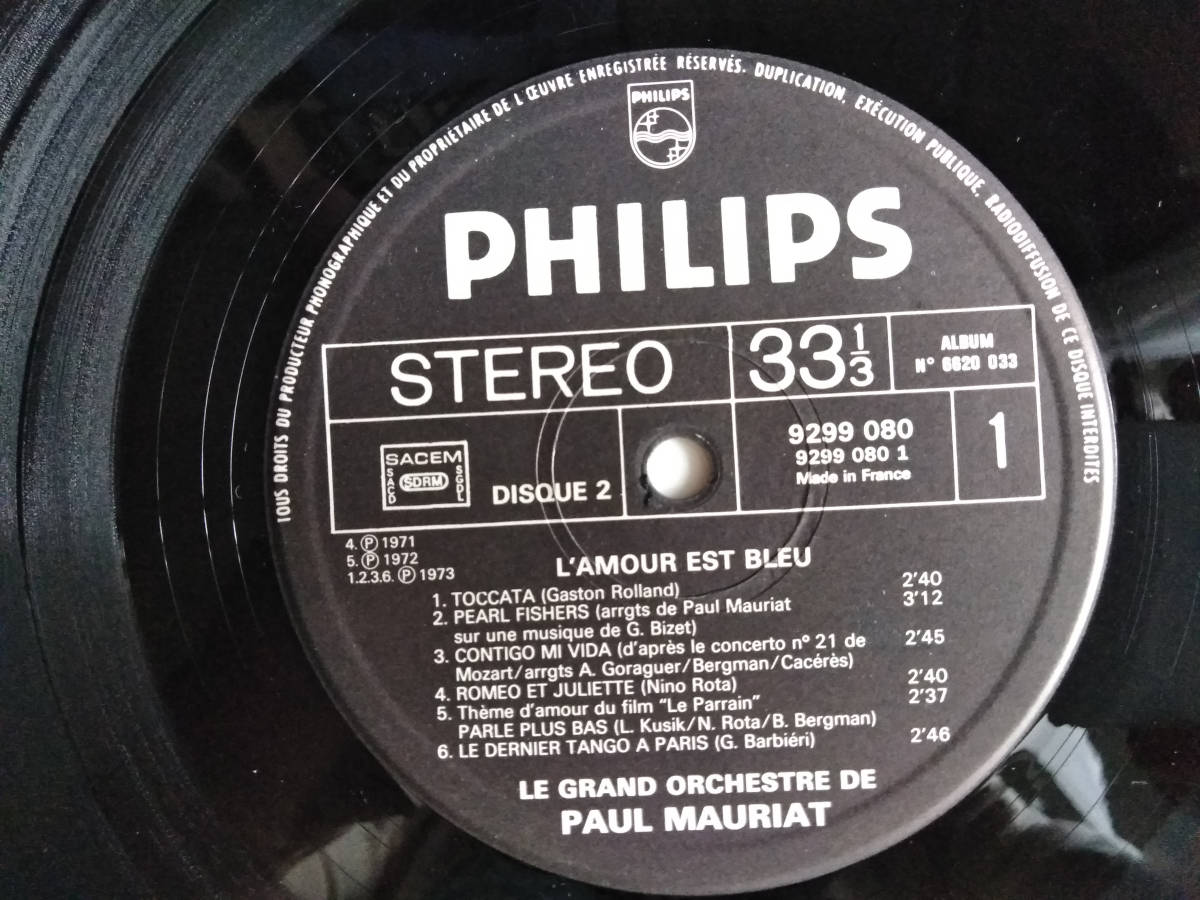 TOUS DROITS DU PRODUCTEUR PHONOGRAPHIQUE ET DU PROPRIÉTAIRE DE L'ŒUVRE ENREGISTRÉE RÉSERVÉS. DUPLICATION, EXÉCUTION PUBLIQUE, RADIODIFFUSION DE CE DISQUE INTERDITES
PHILIPS
PHILIPS
STEREO
33 1/3
ALBUM
N° 6620 033
SACEM
SACD
SDRM
SGDL
DISQUE 2
9299 080
9299 080 1
Made in France
1
4. ℗ 1971
5. ℗ 1972
1.2.3.6. ℗ 1973
L'AMOUR EST BLEU
1. TOCCATA (Gaston Rolland) 2'40
2. PEARL FISHERS (arrgts de Paul Mauriat 3'12
sur une musique de G. Bizet)
3. CONTIGO MI VIDA (d'après le concerto n° 21 de 2'45
Mozart/arrgts A. Goraguer/Bergman/Cacérès)
4. ROMEO ET JULIETTE (Nino Rota) 2'40
5. Thème d'amour du film "Le Parrain" 2'37
PARLE PLUS BAS (L. Kusik/N. Rota/B. Bergman)
6. LE DERNIER TANGO A PARIS (G. Barbiéri) 2'46
LE GRAND ORCHESTRE DE
PAUL MAURIAT